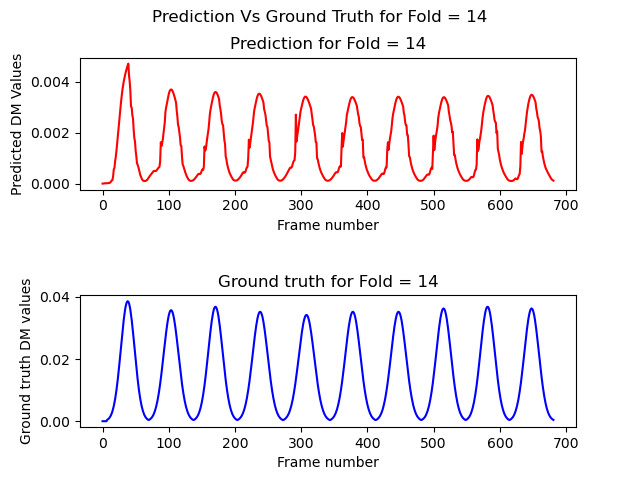 Prediction Vs Ground Truth for Fold = 14
Prediction for Fold = 14
Predicted DM Values
0.004
0.002
0.000
0 100 200 300 400 500 600 700
Frame number
Ground truth for Fold = 14
Ground truth DM values
0.04
0.02
0.00
0 100 200 300 400 500 600 700
Frame number